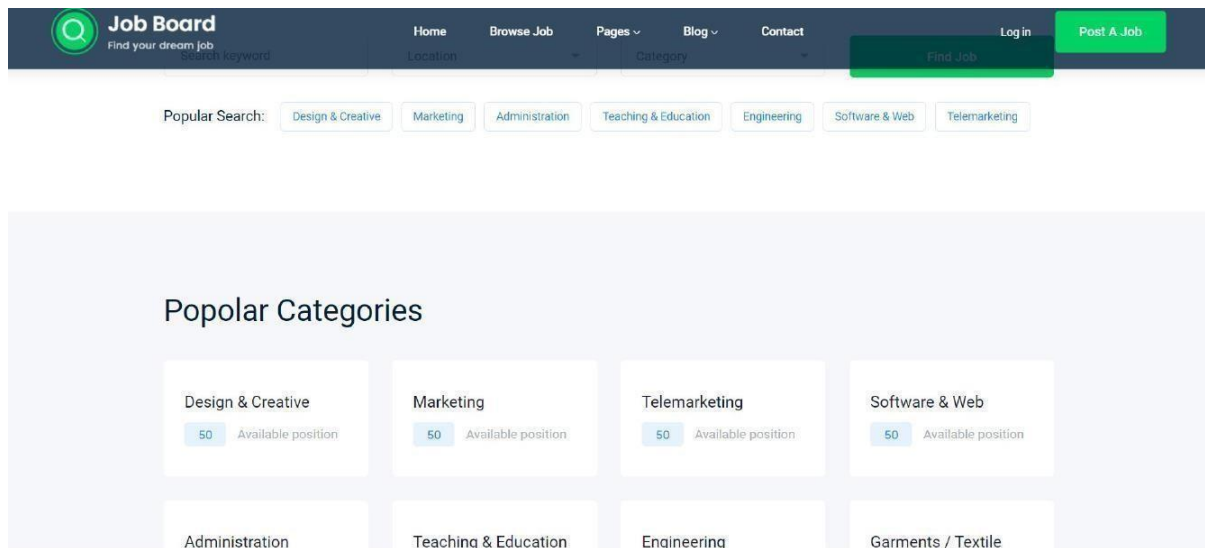 Job Board
Find your dream job
Home Browse Job Pages Blog Contact Log in Post A Job
Search keyword Location Category Find Job
Popular Search: Design & Creative Marketing Administration Teaching & Education Engineering Software & Web Telemarketing
Popolar Categories
Design & Creative Marketing Telemarketing Software & Web
50 Available position 50 Available position 50 Available position 50 Available position
Administration Teaching & Education Engineering Garments / Textile